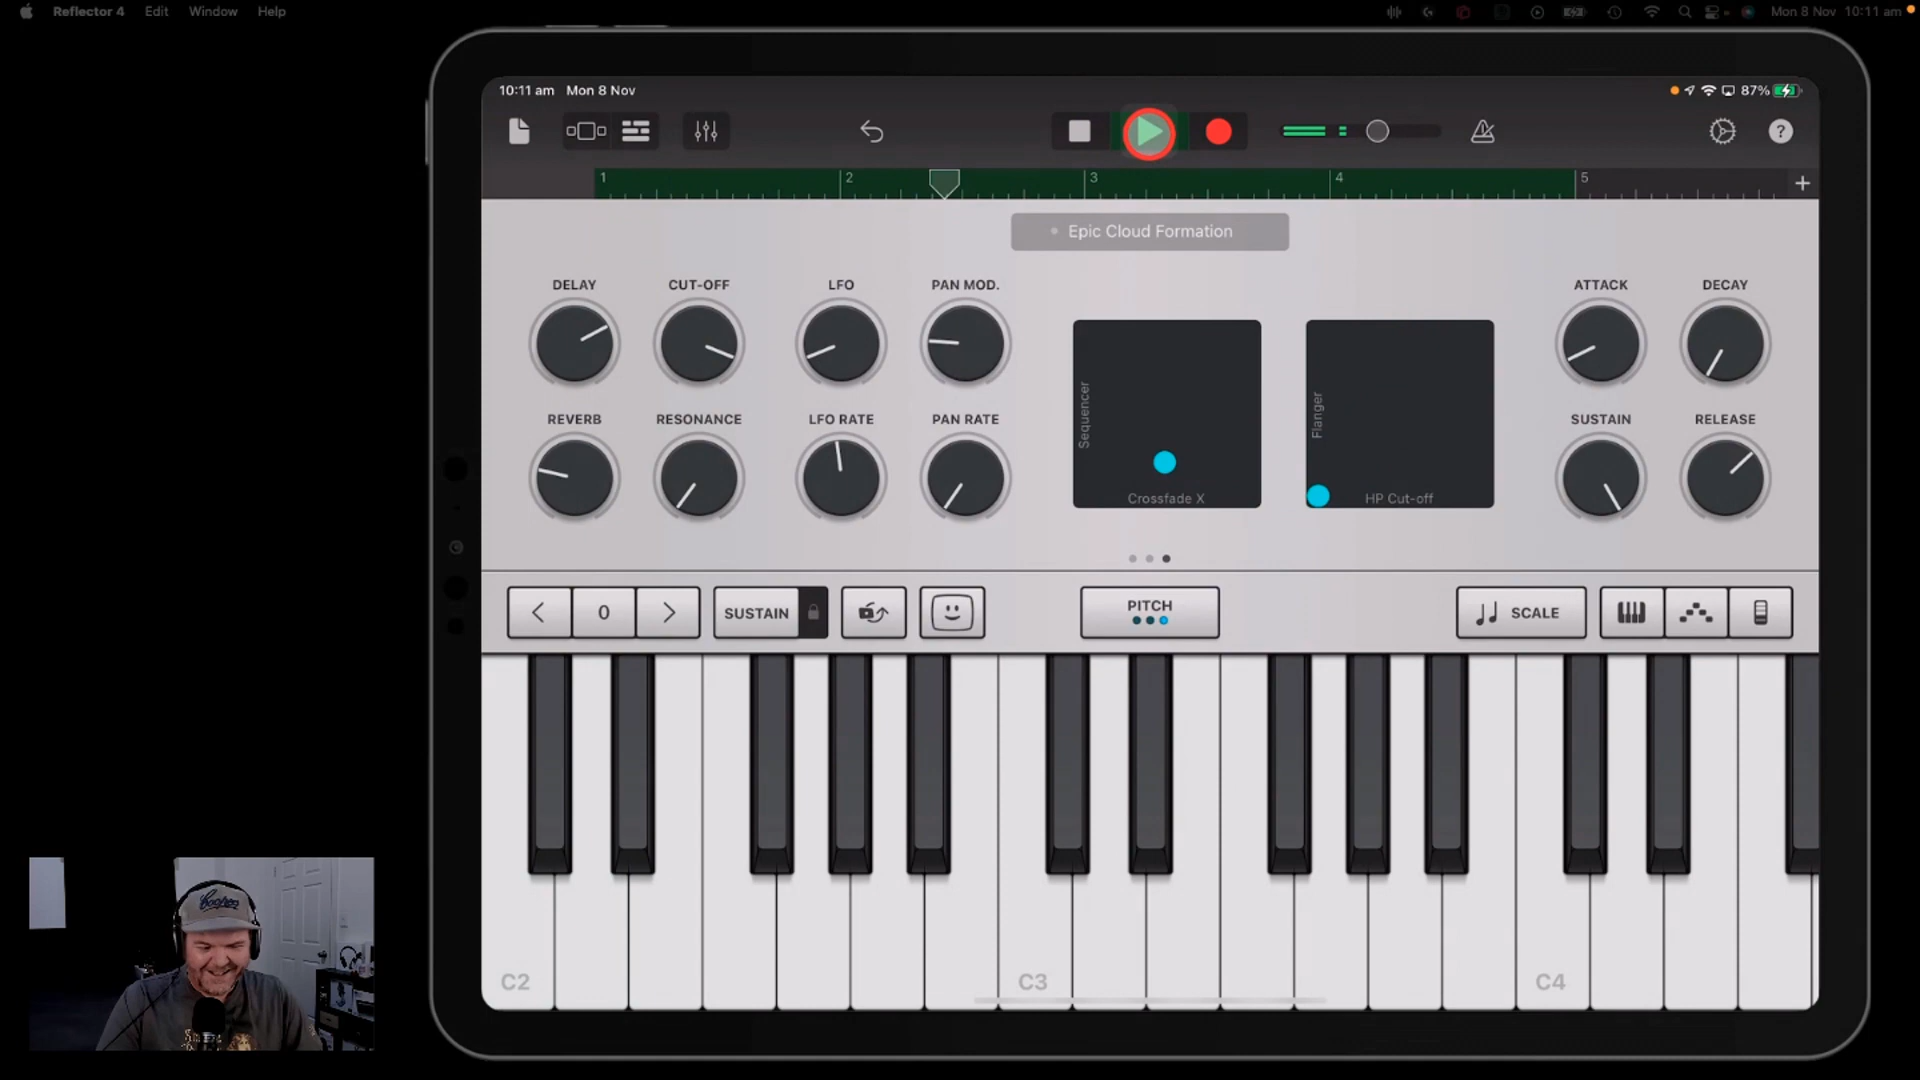 Reflector 4 Edit Window Help
Mon 8 Nov 10:11 am
10:11 am Mon 8 Nov
87%
?
1 2 3 4 5 +
Epic Cloud Formation
DELAY CUT-OFF LFO PAN MOD. ATTACK DECAY
Sequencer
Flanger
REVERB RESONANCE LFO RATE PAN RATE SUSTAIN RELEASE
Crossfade X HP Cut-off
0 SUSTAIN PITCH SCALE
C2 C3 C4